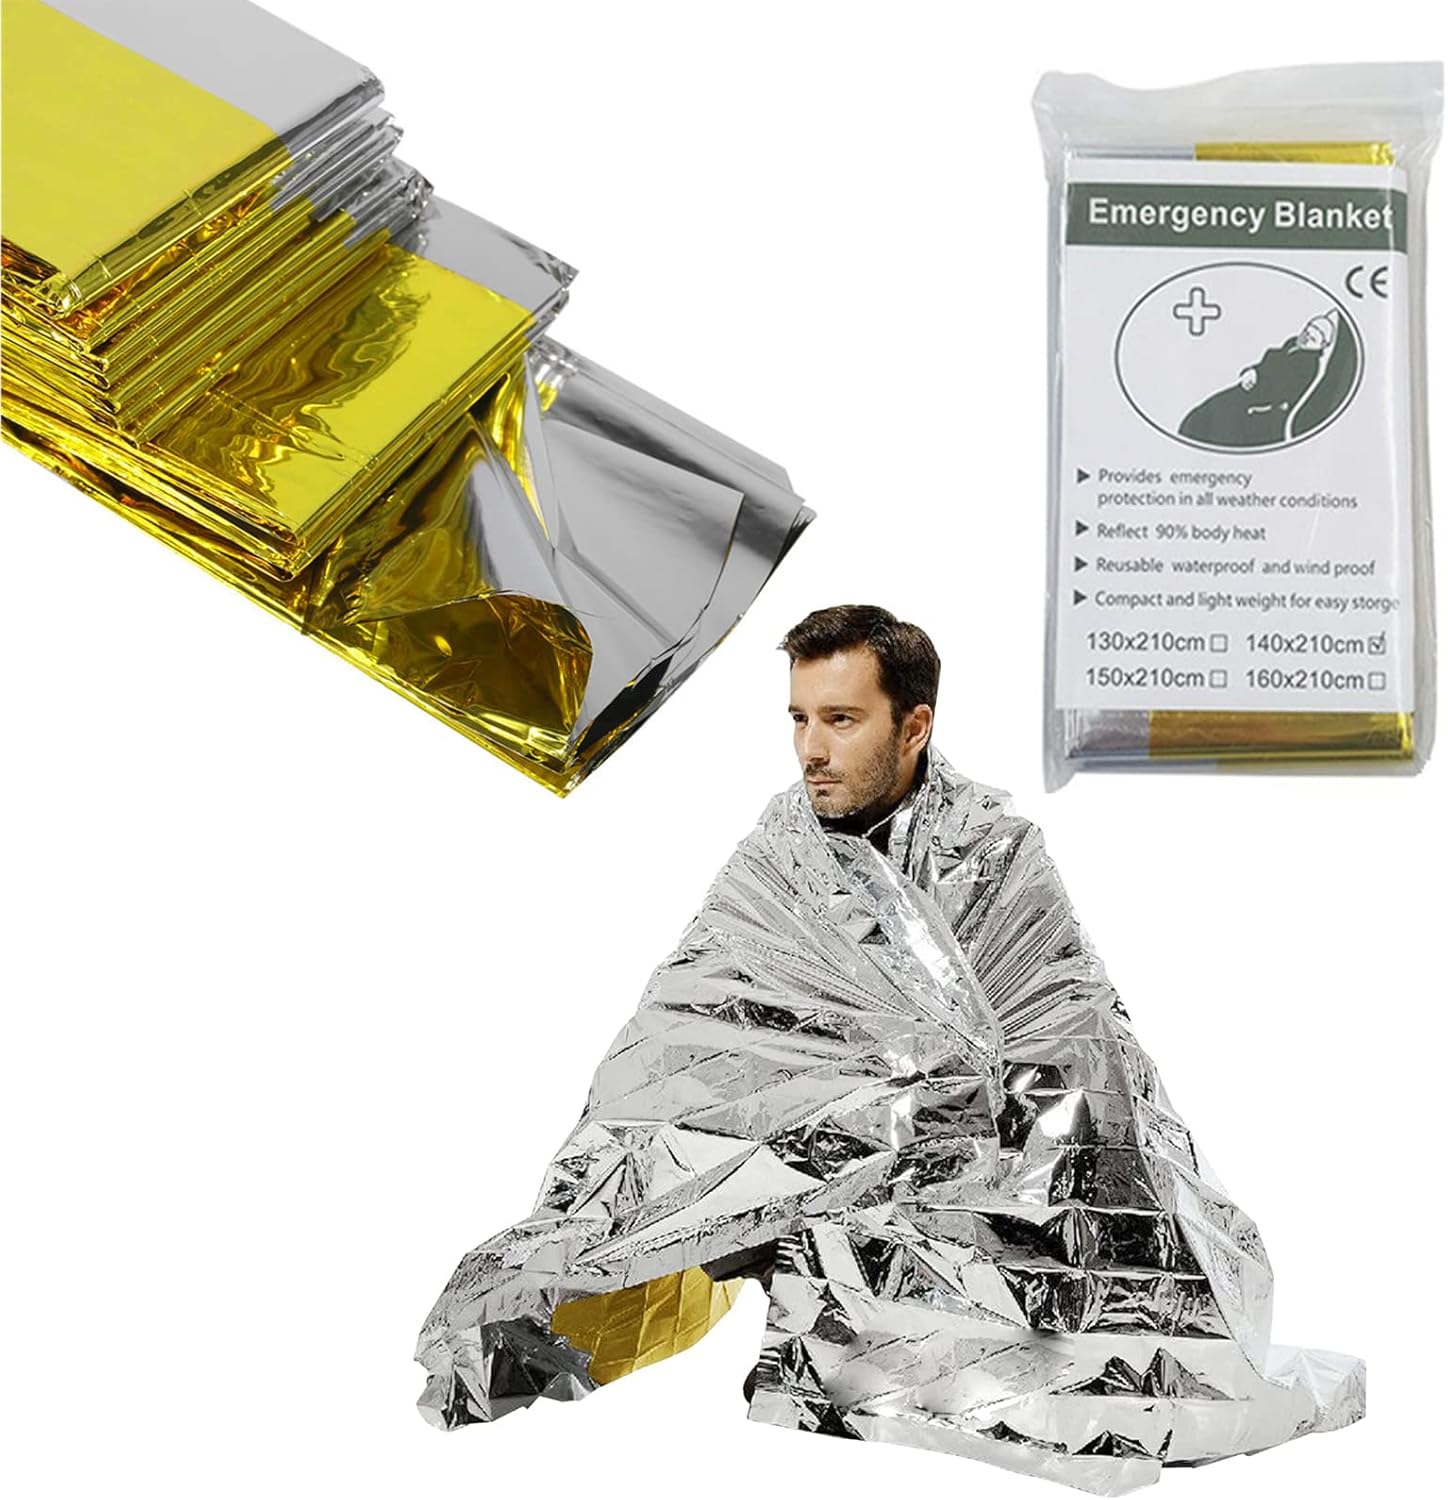 Emergency Blanket
CE
Provides emergency
protection in all weather conditions
Reflect 90% body heat
Reusable waterproof and wind proof
Compact and light weight for easy storge
130x210cm☐ 140x210cm☑
150x210cm☐ 160x210cm☐